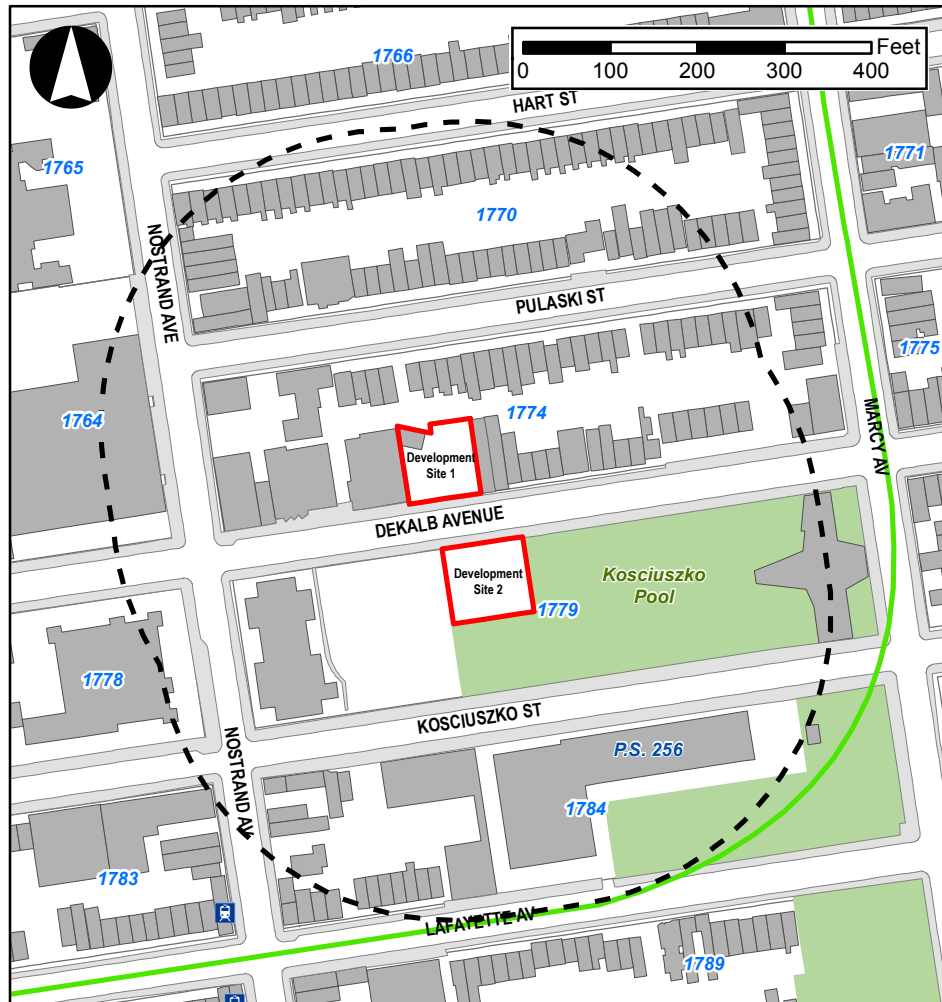 1766
Feet
0 100 200 300 400
HART ST
1765
1771
1770
NOSTRAND AVE
PULASKI ST
1775
1764
1774
MARCY AV
Development
Site 1
DEKALB AVENUE
Development
Site 2
Kosciuszko
Pool
1779
1778
KOSCIUSZKO ST
NOSTRAND AV
P.S. 256
1784
1783
LAFAYETTE AV
1789